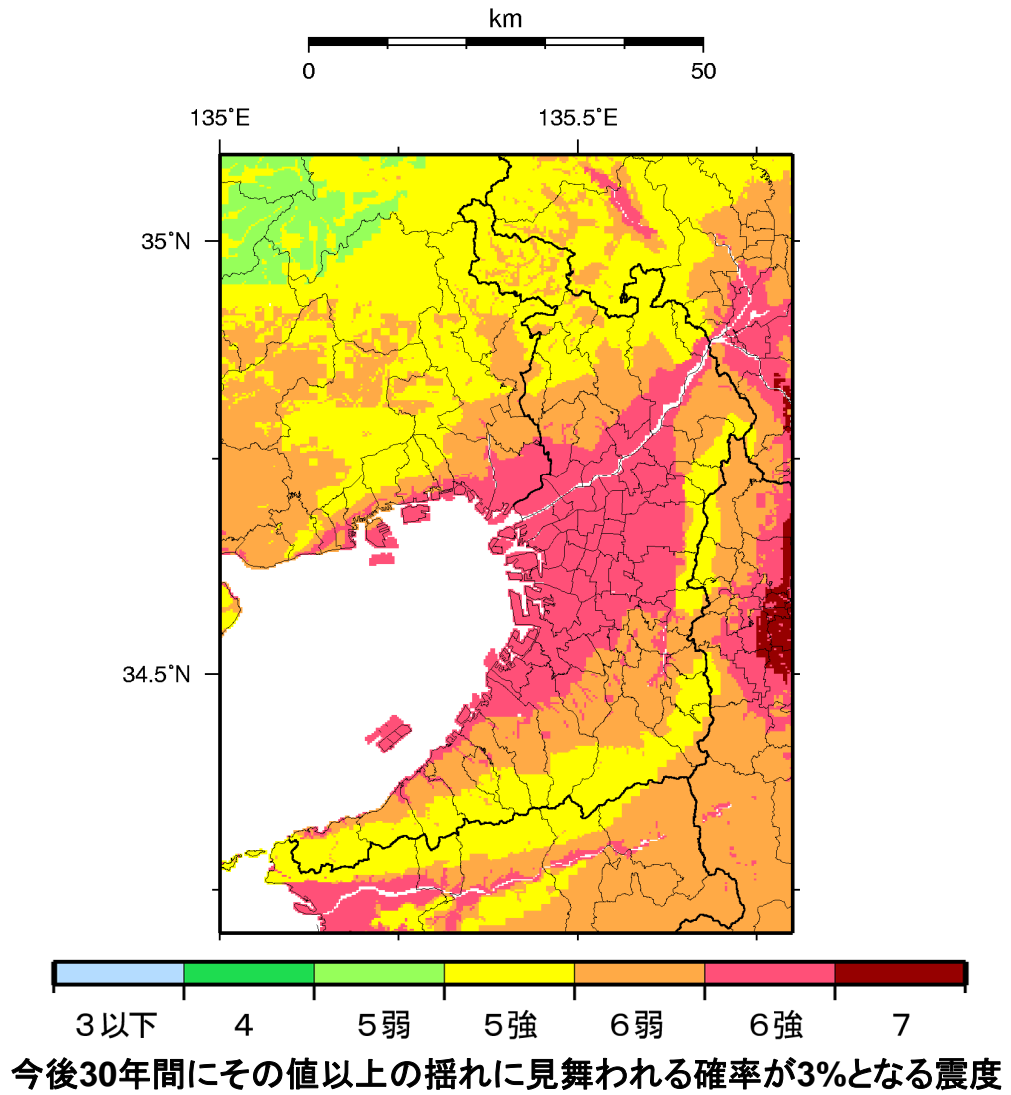 km
0 50
135˚E 135.5˚E
35˚N
34.5˚N
３以下 ４ ５弱 ５強 ６弱 ６強 ７
今後30年間にその値以上の揺れに見舞われる確率が3%となる震度